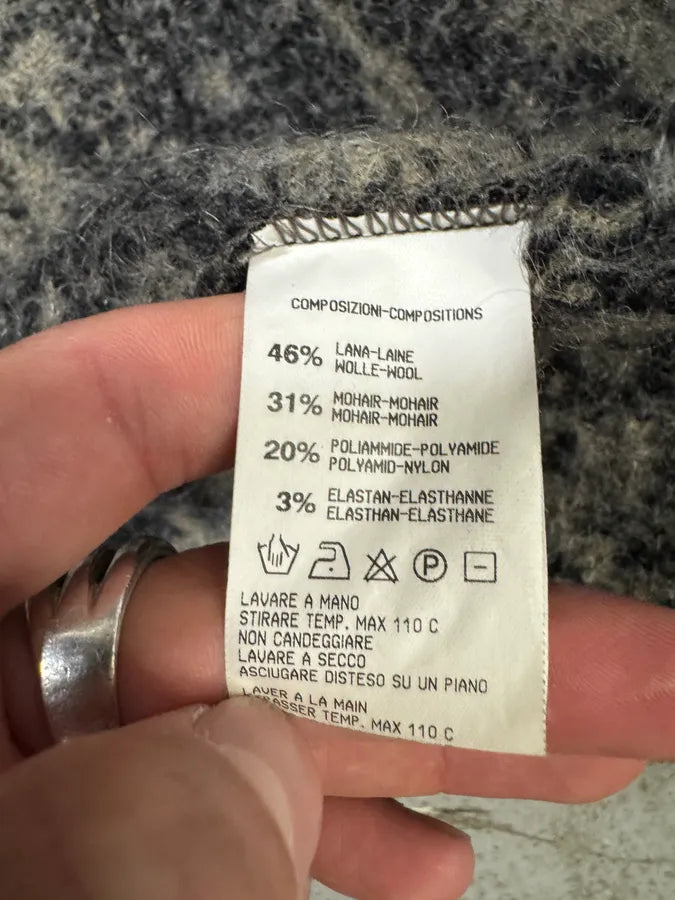 COMPOSIZIONI-COMPOSITIONS
46% LANA-LAINE
WOLLE-WOOL
31% MOHAIR-MOHAIR
MOHAIR-MOHAIR
20% POLIAMMIDE-POLYAMIDE
POLYAMID-NYLON
3% ELASTAN-ELASTHANNE
ELASTHAN-ELASTHANE
P
LAVARE A MANO
STIRARE TEMP. MAX 110 C
NON CANDEGGIARE
LAVARE A SECCO
ASCIUGARE DISTESO SU UN PIANO
LAVER A LA MAIN
TEMP. MAX 110 C